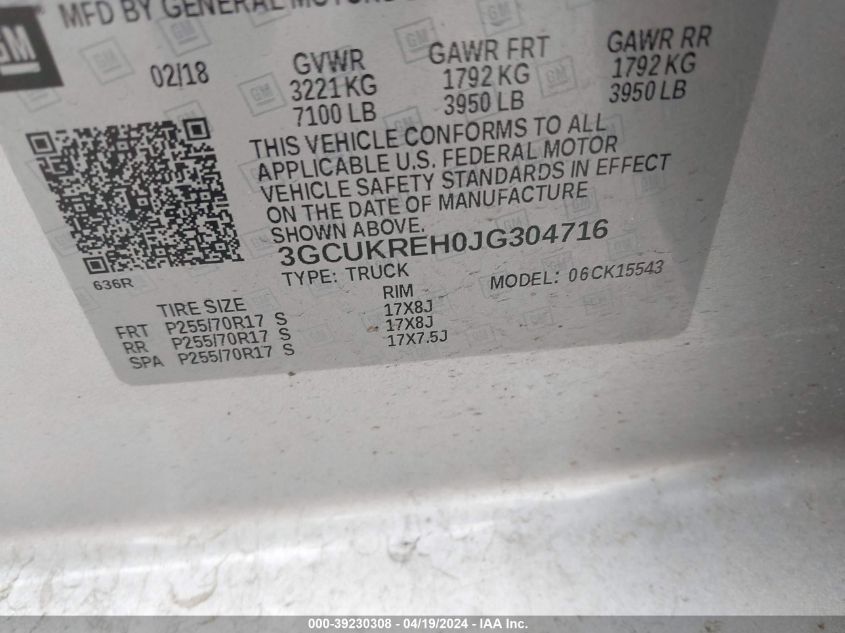 MFD BY GENERAL MOTORS
GM
02/18
GVWR
3221 KG
7100 LB
GAWR FRT
1792 KG
3950 LB
GAWR RR
1792 KG
3950 LB
THIS VEHICLE CONFORMS TO ALL
APPLICABLE U.S. FEDERAL MOTOR
VEHICLE SAFETY STANDARDS IN EFFECT
ON THE DATE OF MANUFACTURE
SHOWN ABOVE.
3GCUKREH0JG304716
636R
TYPE: TRUCK
MODEL: 06CK15543
TIRE SIZE
RIM
FRT P255/70R17 S 17X8J
RR P255/70R17 S 17X8J
SPA P255/70R17 S 17X7.5J
000-39230308 - 04/19/2024 - IAA Inc.